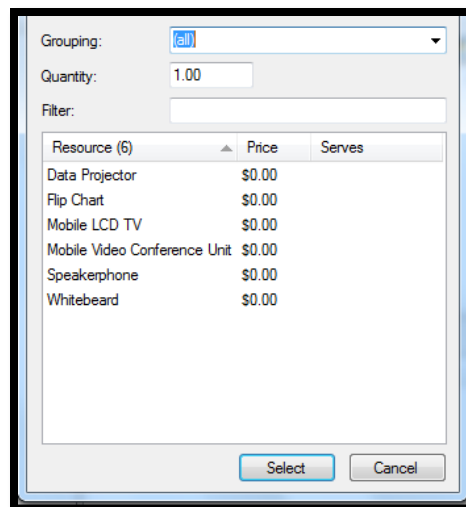 Grouping: (all)
Quantity: 1.00
Filter:
Resource (6) Price Serves
Data Projector $0.00
Flip Chart $0.00
Mobile LCD TV $0.00
Mobile Video Conference Unit $0.00
Speakerphone $0.00
Whitebeard $0.00
Select Cancel